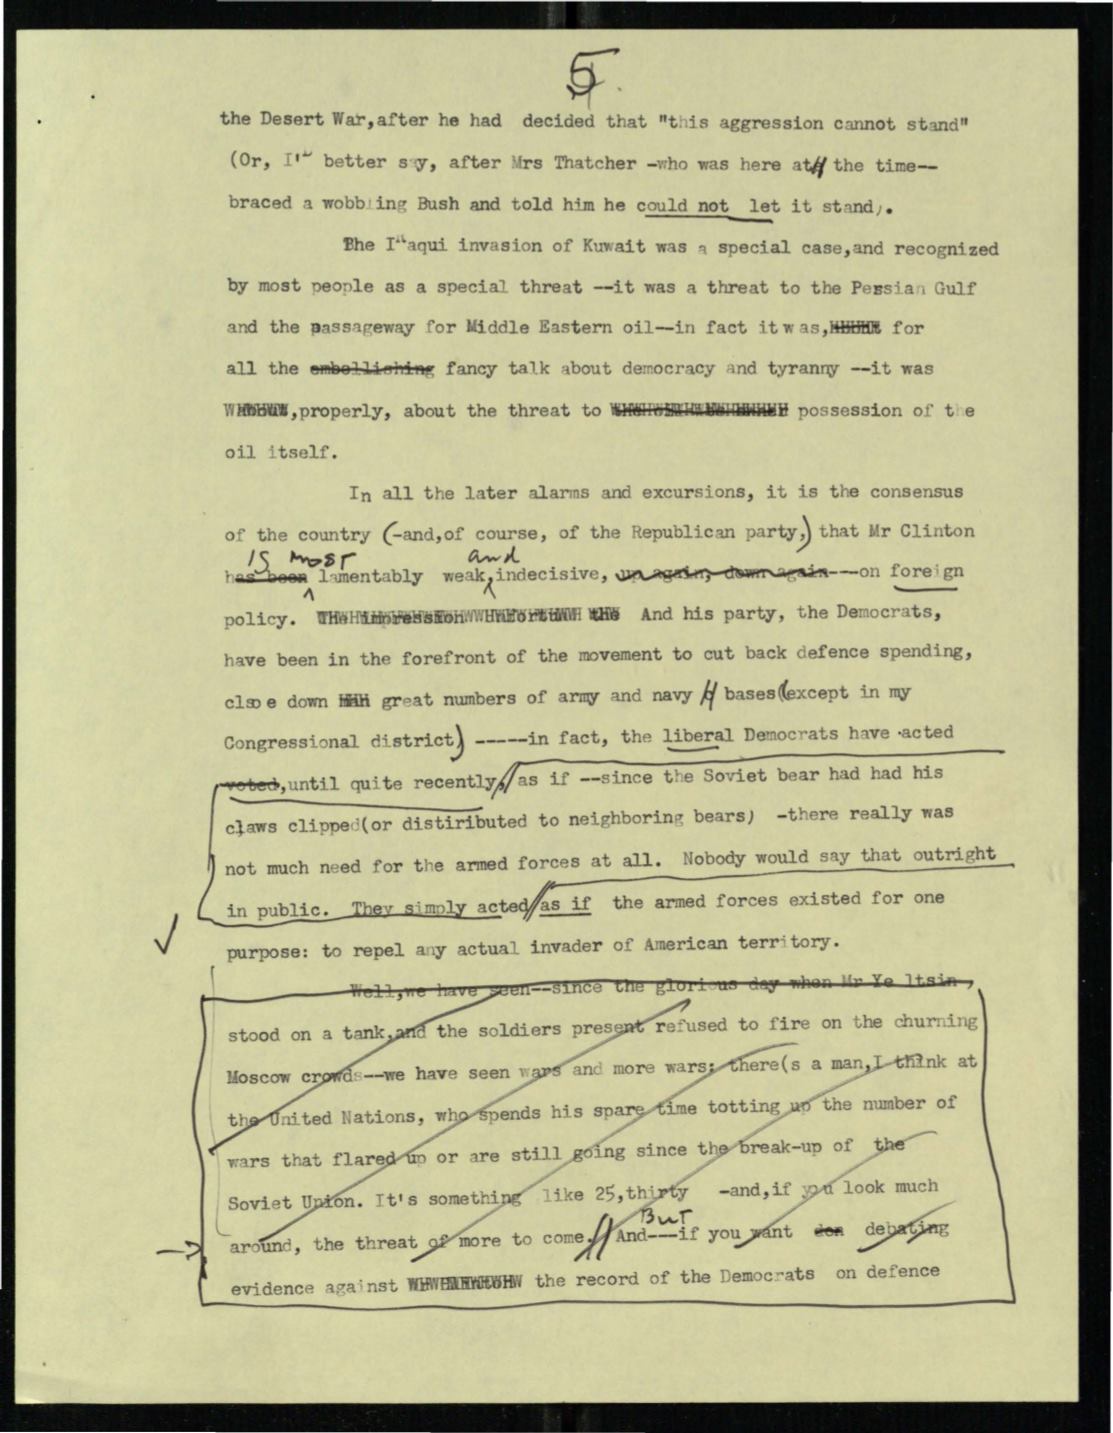 5
the Desert War,after he had decided that "this aggression cannot stand"
(Or, I'd better say, after Mrs Thatcher -who was here at the time--
braced a wobbling Bush and told him he could not let it stand).
Bhe Iraqui invasion of Kuwait was a special case,and recognized
by most people as a special threat --it was a threat to the Persian Gulf
and the passageway for Middle Eastern oil--in fact it was, for
all the embellishing fancy talk about democracy and tyranny --it was
,properly, about the threat to possession of the
oil itself.
In all the later alarms and excursions, it is the consensus
of the country (-and,of course, of the Republican party,) that Mr Clinton
is most and
has been lamentably weak,indecisive, up again, down again---on foreign
policy. The impression the And his party, the Democrats,
have been in the forefront of the movement to cut back defence spending,
clsoe down great numbers of army and navy bases(except in my
Congressional district) -----in fact, the liberal Democrats have acted
voted,until quite recently, as if --since the Soviet bear had had his
claws clipped(or distiributed to neighboring bears) -there really was
not much need for the armed forces at all. Nobody would say that outright
in public. They simply acted as if the armed forces existed for one
purpose: to repel any actual invader of American territory.
Well,we have seen--since the glorious day when Mr Ye ltsin,
stood on a tank,and the soldiers present refused to fire on the churning
Moscow crowds--we have seen wars and more wars: there(s a man,I think at
the United Nations, who spends his spare time totting up the number of
wars that flared up or are still going since the break-up of the
Soviet Union. It's something like 25,thirty -and,if you look much
But
around, the threat of more to come. And---if you want don debating
evidence against the record of the Democrats on defence